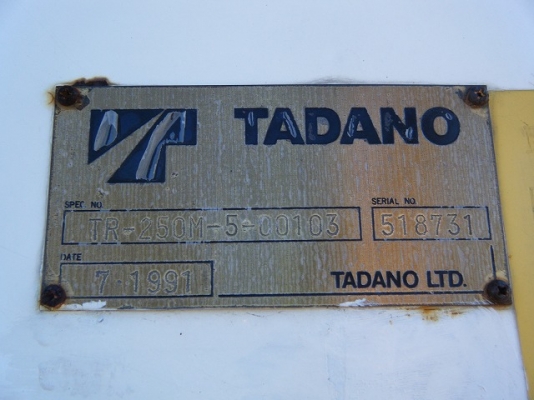 TADANO
SPEC. NO SERIAL NO
TR-250M-5-00103 518731
DATE
7 1991 TADANO LTD.